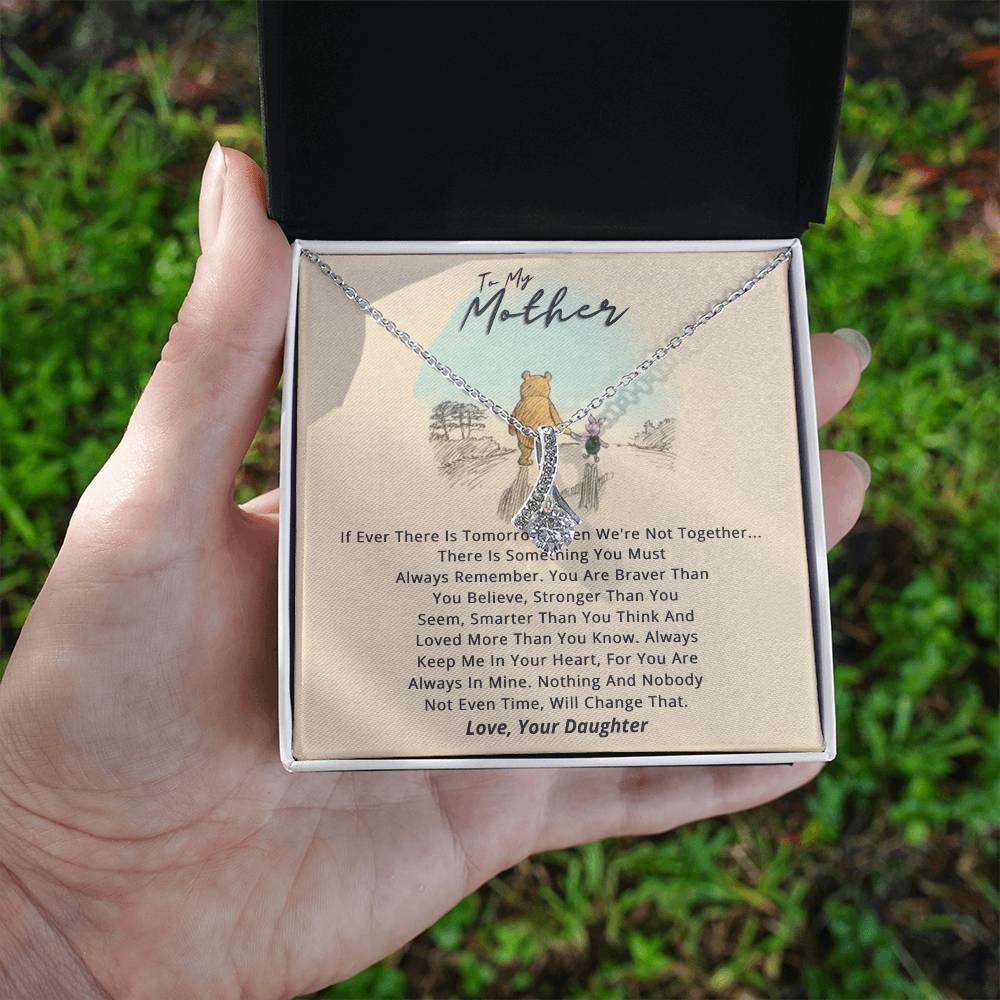 To My
Mother
If Ever There Is Tomorrow en We're Not Together...
There Is Something You Must
Always Remember. You Are Braver Than
You Believe, Stronger Than You
Seem, Smarter Than You Think And
Loved More Than You Know. Always
Keep Me In Your Heart, For You Are
Always In Mine. Nothing And Nobody
Not Even Time, Will Change That.
Love, Your Daughter